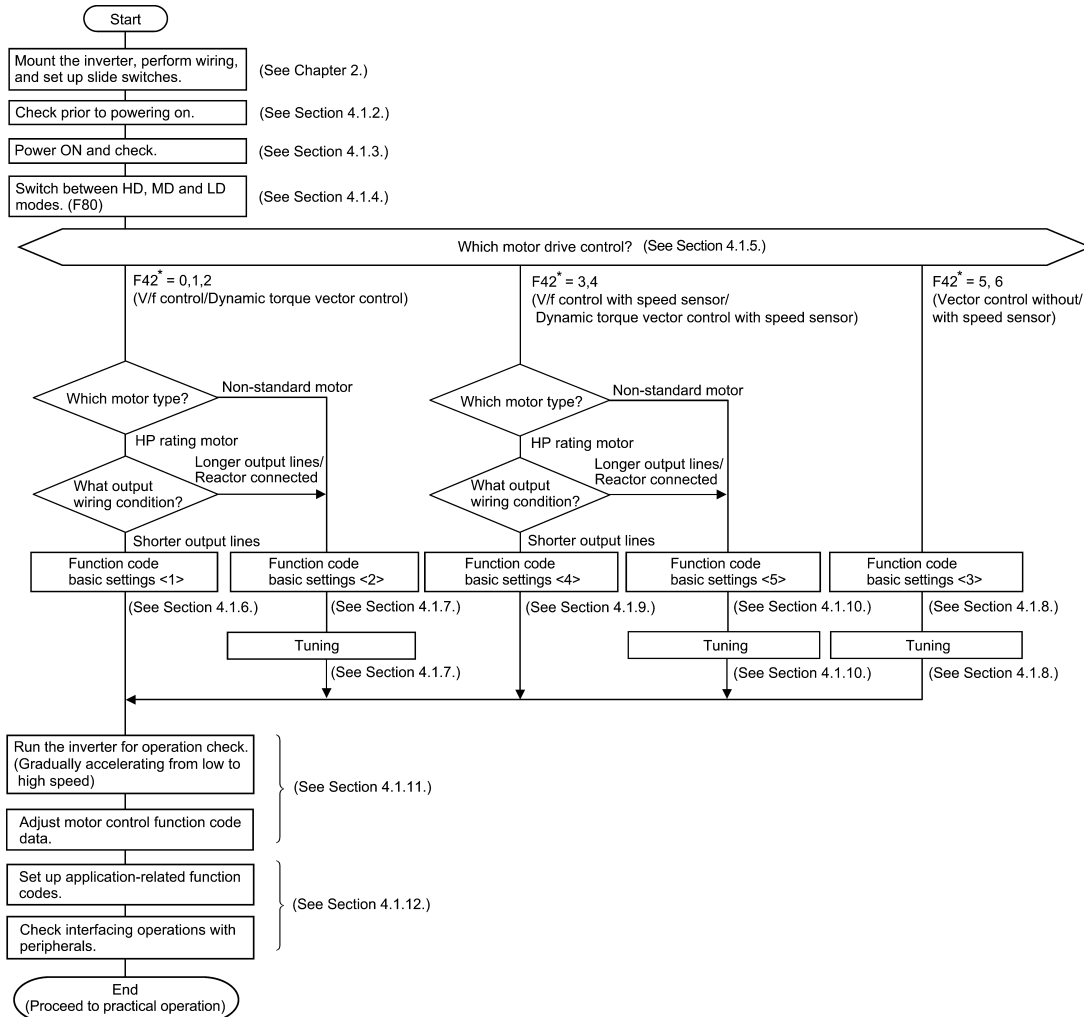 Start
Mount the inverter, perform wiring,
and set up slide switches.
(See Chapter 2.)
Check prior to powering on.
(See Section 4.1.2.)
Power ON and check.
(See Section 4.1.3.)
Switch between HD, MD and LD
modes. (F80)
(See Section 4.1.4.)
Which motor drive control? (See Section 4.1.5.)
F42* = 0,1,2
(V/f control/Dynamic torque vector control)
F42* = 3,4
(V/f control with speed sensor/
Dynamic torque vector control with speed sensor)
F42* = 5, 6
(Vector control without/
with speed sensor)
Which motor type?
Non-standard motor
HP rating motor
Longer output lines/
Reactor connected
What output
wiring condition?
Shorter output lines
Which motor type?
Non-standard motor
HP rating motor
Longer output lines/
Reactor connected
What output
wiring condition?
Shorter output lines
Function code
basic settings <1>
(See Section 4.1.6.)
Function code
basic settings <2>
(See Section 4.1.7.)
Function code
basic settings <4>
(See Section 4.1.9.)
Function code
basic settings <5>
(See Section 4.1.10.)
Function code
basic settings <3>
(See Section 4.1.8.)
Tuning
(See Section 4.1.7.)
Tuning
(See Section 4.1.10.)
Tuning
(See Section 4.1.8.)
Run the inverter for operation check.
(Gradually accelerating from low to
high speed)
(See Section 4.1.11.)
Adjust motor control function code
data.
Set up application-related function
codes.
(See Section 4.1.12.)
Check interfacing operations with
peripherals.
End
(Proceed to practical operation)